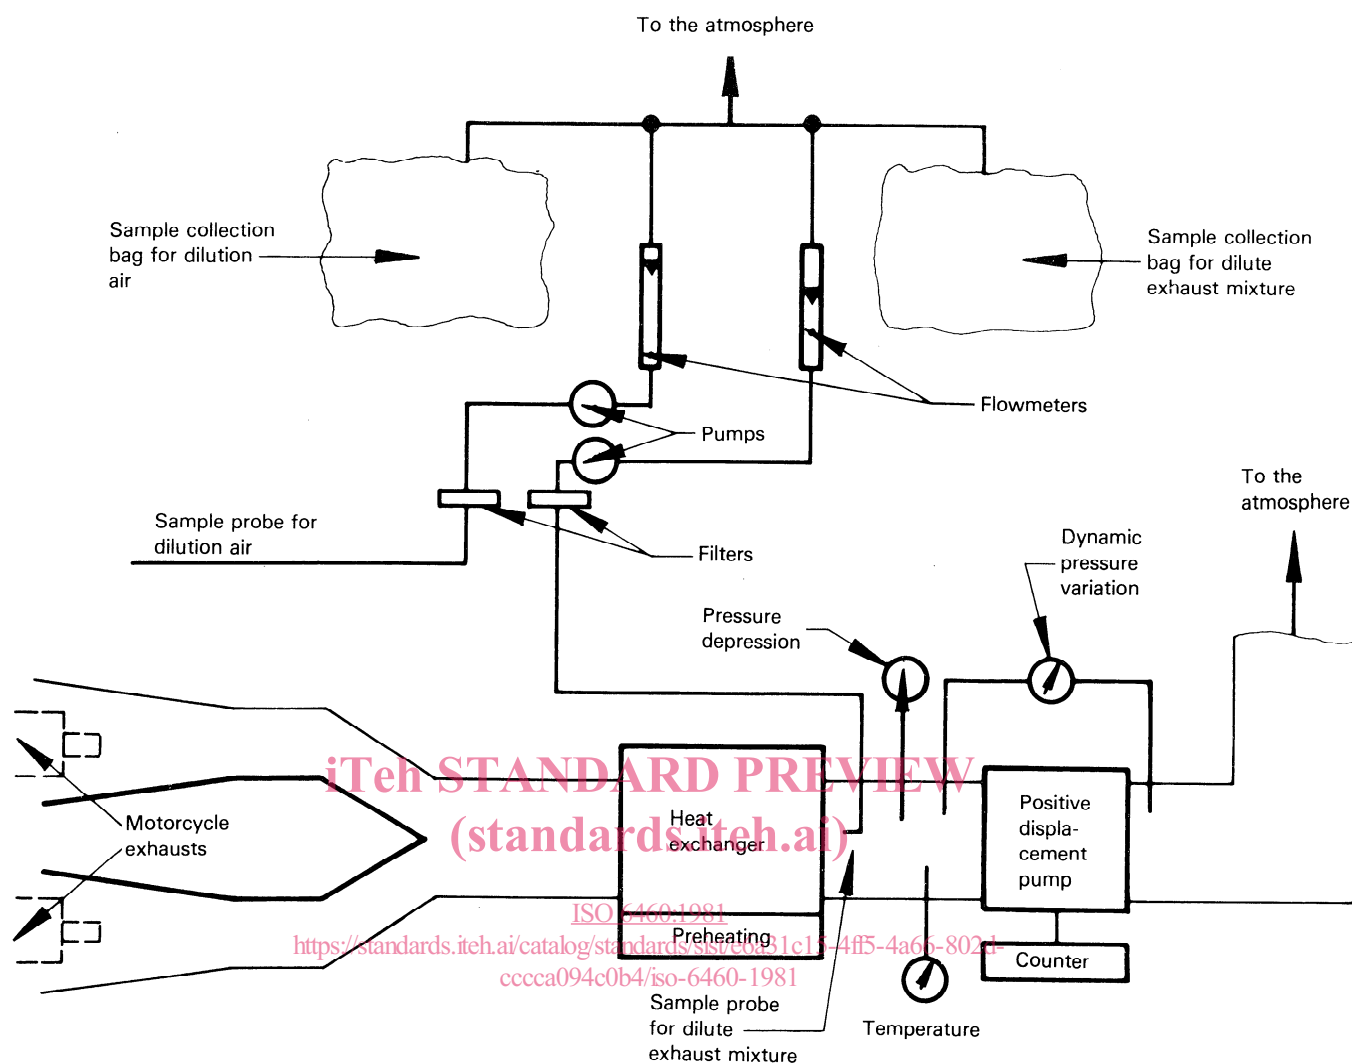 To the atmosphere
Sample collection
bag for dilution
air
Sample collection
bag for dilute
exhaust mixture
Flowmeters
Pumps
To the
atmosphere
Sample probe for
dilution air
Filters
Dynamic
pressure
variation
Pressure
depression
iTeh STANDARD PREVIEW
(standards.iteh.ai)
Motorcycle
exhausts
Heat
exchanger
Positive
displa-
cement
pump
ISO 6460:1981
Preheating
https://standards.iteh.ai/catalog/standards/sist/e6a31c15-4ff5-4a66-802d-
cccca094c0b4/iso-6460-1981
Counter
Sample probe
for dilute
exhaust mixture
Temperature